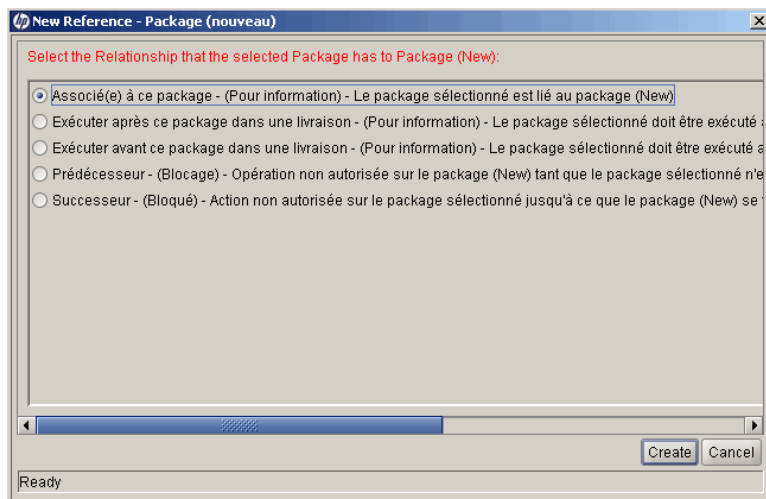 hp New Reference - Package (nouveau)
Select the Relationship that the selected Package has to Package (New):
Associé(e) à ce package - (Pour information) - Le package sélectionné est lié au package (New)
Exécuter après ce package dans une livraison - (Pour information) - Le package sélectionné doit être exécuté
Exécuter avant ce package dans une livraison - (Pour information) - Le package sélectionné doit être exécuté
Prédécesseur - (Blocage) - Opération non autorisée sur le package (New) tant que le package sélectionné
Successeur - (Bloqué) - Action non autorisée sur le package sélectionné jusqu'à ce que le package (New) se
Create Cancel
Ready